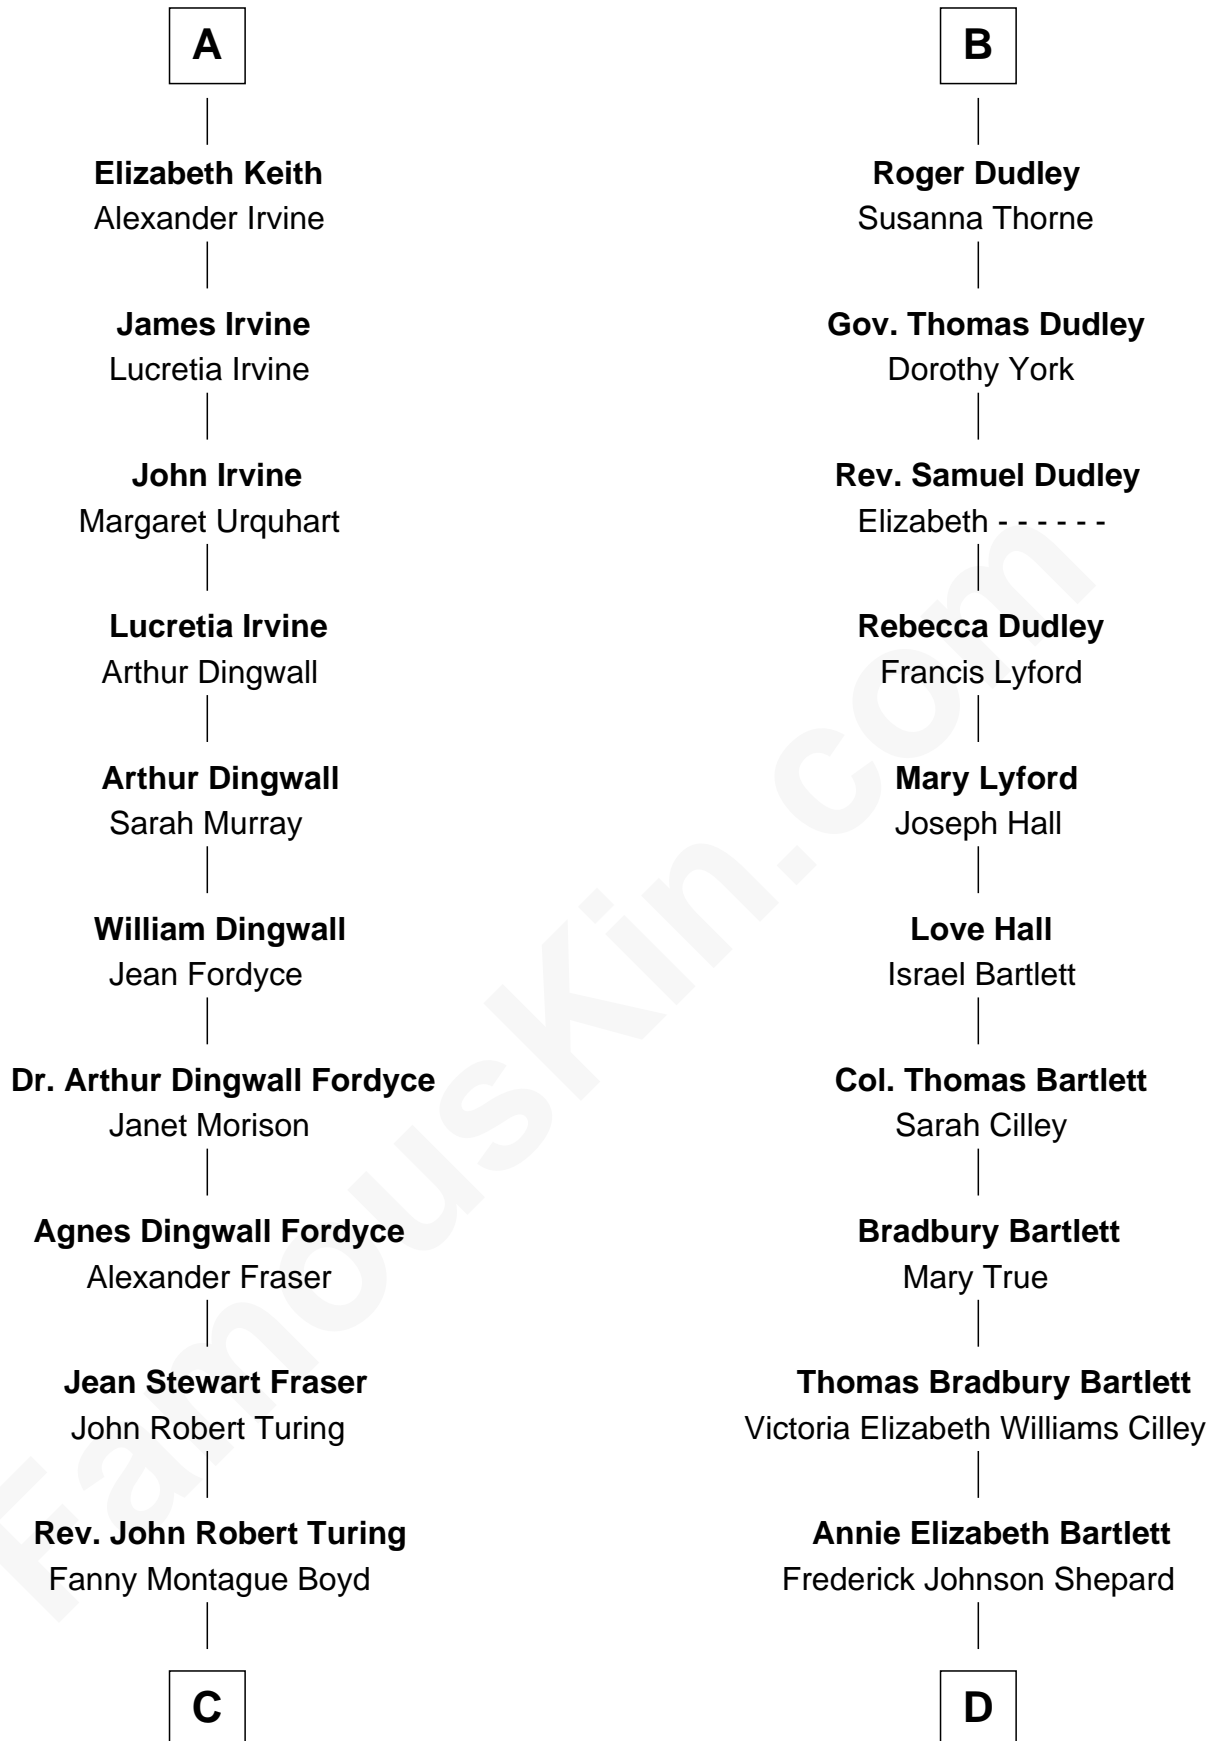 A
Elizabeth Keith
Alexander Irvine
James Irvine
Lucretia Irvine
John Irvine
Margaret Urquhart
Lucretia Irvine
Arthur Dingwall
Arthur Dingwall
Sarah Murray
William Dingwall
Jean Fordyce
Dr. Arthur Dingwall Fordyce
Janet Morison
Agnes Dingwall Fordyce
Alexander Fraser
Jean Stewart Fraser
John Robert Turing
Rev. John Robert Turing
Fanny Montague Boyd
C
B
Roger Dudley
Susanna Thorne
Gov. Thomas Dudley
Dorothy York
Rev. Samuel Dudley
Elizabeth - - - - - -
Rebecca Dudley
Francis Lyford
Mary Lyford
Joseph Hall
Love Hall
Israel Bartlett
Col. Thomas Bartlett
Sarah Cilley
Bradbury Bartlett
Mary True
Thomas Bradbury Bartlett
Victoria Elizabeth Williams Cilley
Annie Elizabeth Bartlett
Frederick Johnson Shepard
D
FamousKin.com